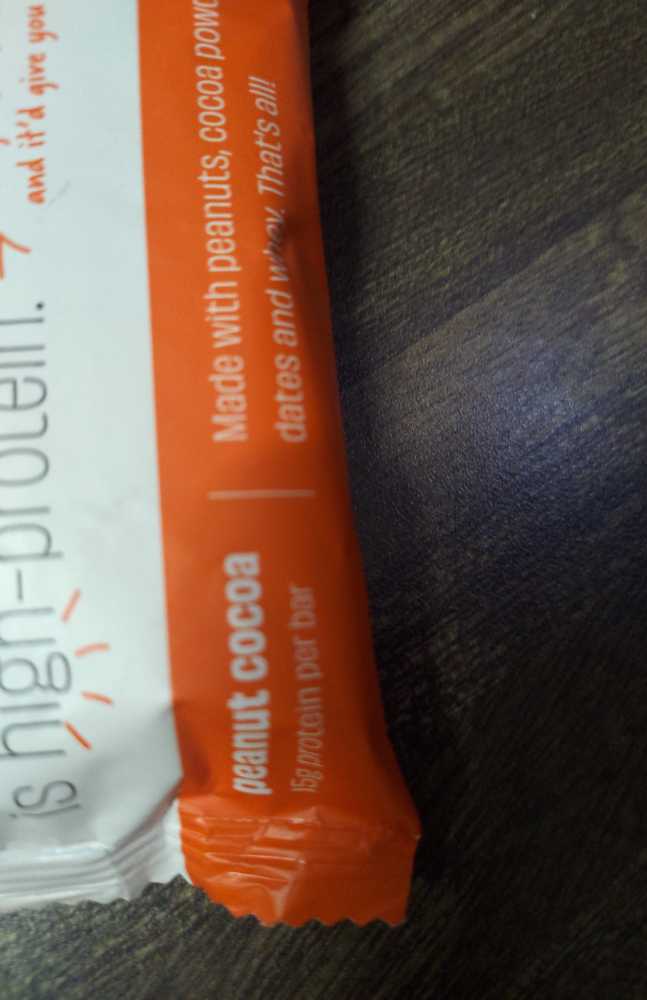 and it'd give you
is high-protein.
Made with peanuts, cocoa
dates and whey. That's all!
peanut cocoa
15g protein per bar